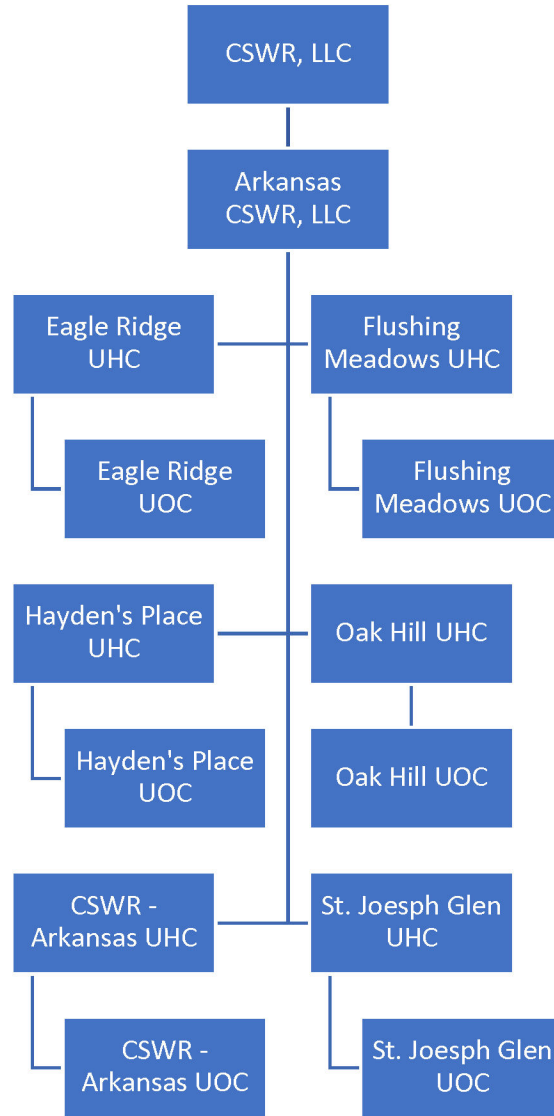 CSWR, LLC
Arkansas
CSWR, LLC
Eagle Ridge
UHC
Flushing
Meadows UHC
Eagle Ridge
UOC
Flushing
Meadows UOC
Hayden's Place
UHC
Oak Hill UHC
Hayden's Place
UOC
Oak Hill UOC
CSWR -
Arkansas UHC
St. Joesph Glen
UHC
CSWR -
Arkansas UOC
St. Joesph Glen
UOC